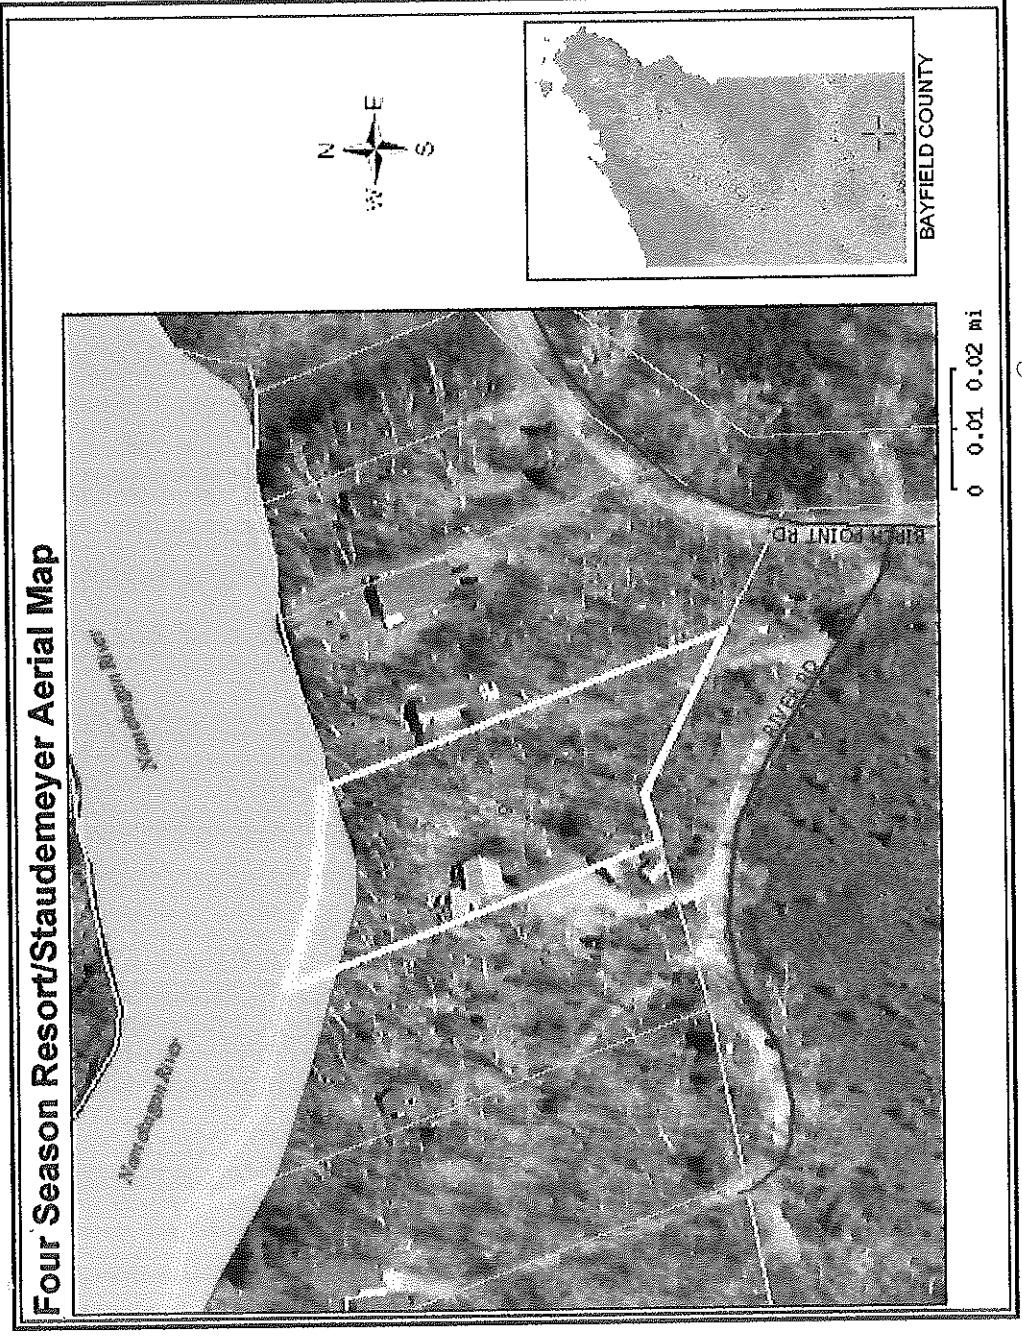 Four Season Resort/Staudemeyer Aerial Map
Namekagon River
Namekagon River
BIRCH POINT RD
RIVER DO
N
W
E
S
BAYFIELD COUNTY
0 0.01 0.02 mi